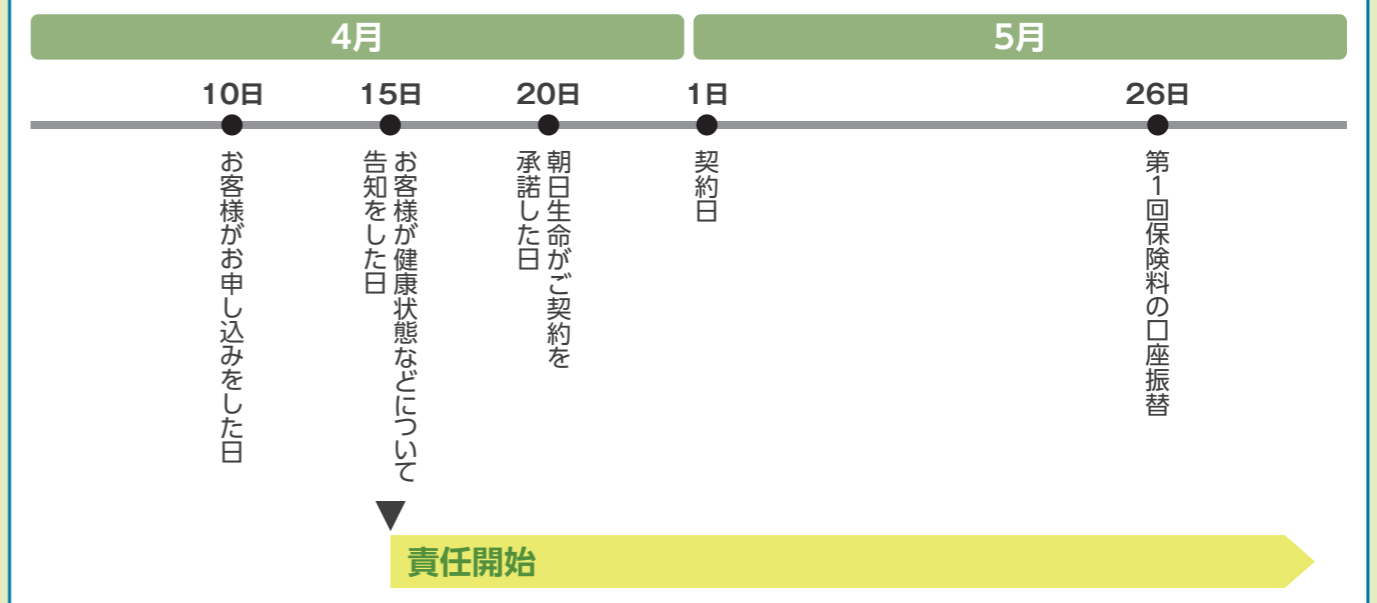 4月
5月
10日
15日
20日
1日
26日
お客様がお申し込みをした日
お客様が健康状態などについて
告知をした日
朝日生命がご契約を
承諾した日
契約日
第1回保険料の口座振替
責任開始